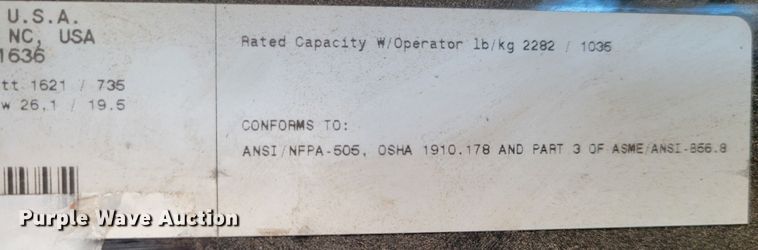 U.S.A.
NC, USA
1636
tt 1621 / 735
w 26.1 / 19.5
Rated Capacity W/Operator lb/kg 2282 / 1035
CONFORMS TO:
ANSI/NFPA-505, OSHA 1910.178 AND PART 3 OF ASME/ANSI-B56.8
Purple Wave Auction